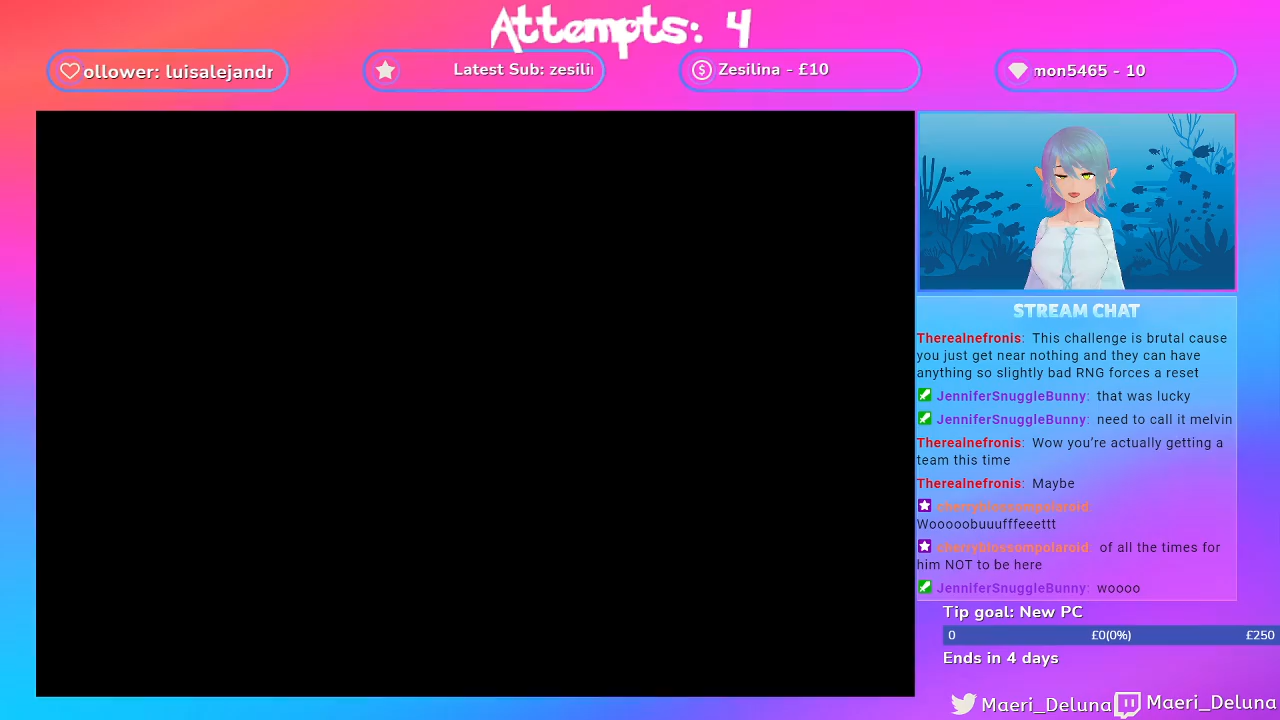 Attempts: 4
ollower: luisalejandr
Latest Sub: zesili
Zesilina - £10
mon5465 - 10
STREAM CHAT
Therealnefronis: This challenge is brutal cause
you just get near nothing and they can have
anything so slightly bad RNG forces a reset
JenniferSnuggleBunny: that was lucky
JenniferSnuggleBunny: need to call it melvin
Therealnefronis: Wow you're actually getting a
team this time
Therealnefronis: Maybe
cherryblossompolaroid:
Wooooobuuufffeeettt
cherryblossompolaroid: of all the times for
him NOT to be here
JenniferSnuggleBunny: woooo
Tip goal: New PC
0 £0(0%) £250
Ends in 4 days
Maeri_Deluna Maeri_Deluna